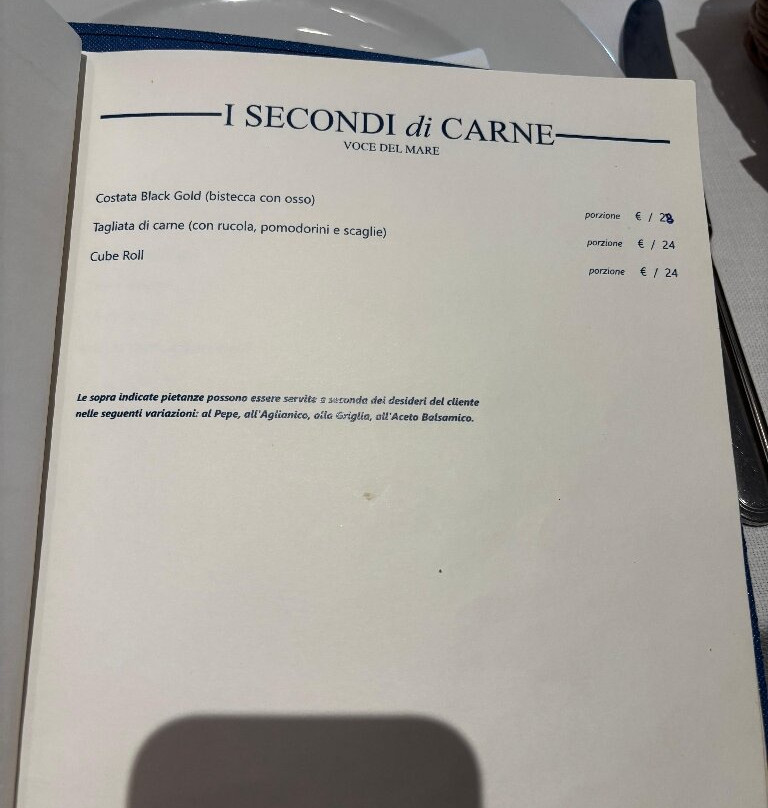 I SECONDI di CARNE
VOCE DEL MARE
Costata Black Gold (bistecca con osso) porzione € / 28
Tagliata di carne (con rucola, pomodorini e scaglie) porzione € / 24
Cube Roll porzione € / 24
Le sopra indicate pietanze possono essere servite a seconda dei desideri del cliente
nelle seguenti variazioni: al Pepe, all'Aglianico, alla Griglia, all'Aceto Balsamico.